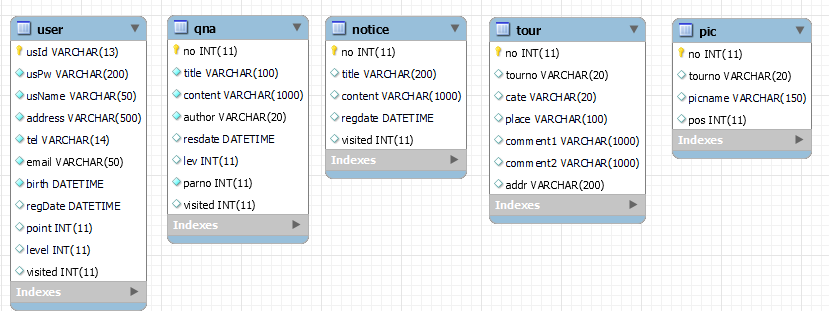 user
usId VARCHAR(13)
usPw VARCHAR(200)
usName VARCHAR(50)
address VARCHAR(500)
tel VARCHAR(14)
email VARCHAR(50)
birth DATETIME
regDate DATETIME
point INT(11)
level INT(11)
visited INT(11)
Indexes
qna
no INT(11)
title VARCHAR(100)
content VARCHAR(1000)
author VARCHAR(20)
resdate DATETIME
lev INT(11)
parno INT(11)
visited INT(11)
Indexes
notice
no INT(11)
title VARCHAR(200)
content VARCHAR(1000)
regdate DATETIME
visited INT(11)
Indexes
tour
no INT(11)
tourno VARCHAR(20)
cate VARCHAR(20)
place VARCHAR(100)
comment1 VARCHAR(1000)
comment2 VARCHAR(1000)
addr VARCHAR(200)
Indexes
pic
no INT(11)
tourno VARCHAR(20)
picname VARCHAR(150)
pos INT(11)
Indexes